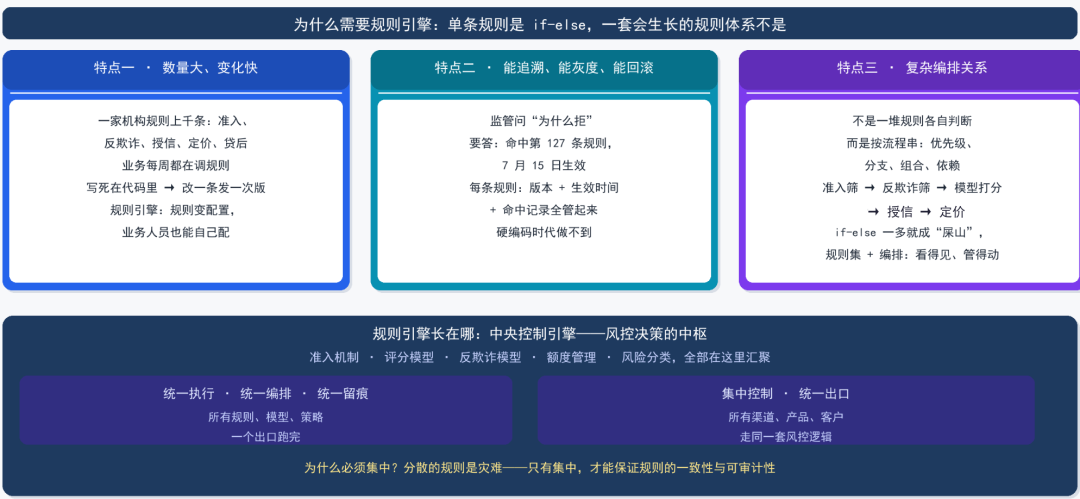 为什么需要规则引擎：单条规则是 if-else，一套会生长的规则体系不是
特点一 · 数量大、变化快
一家机构规则上千条：准入、
反欺诈、授信、定价、贷后
业务每周都在调规则
写死在代码里 → 改一条发一次版
规则引擎：规则变配置，
业务人员也能自己配
特点二 · 能追溯、能灰度、能回滚
监管问“为什么拒”
要答：命中第 127 条规则，
7 月 15 日生效
每条规则：版本 + 生效时间
+ 命中记录全管起来
硬编码时代做不到
特点三 · 复杂编排关系
不是一堆规则各自判断
而是按流程串：优先级、
分支、组合、依赖
准入筛 → 反欺诈筛 → 模型打分
→ 授信 → 定价
if-else 一多就成“屎山”，
规则集 + 编排：看得见、管得动
规则引擎长在哪：中央控制引擎——风控决策的中枢
准入机制 · 评分模型 · 反欺诈模型 · 额度管理 · 风险分类，全部在这里汇聚
统一执行 · 统一编排 · 统一留痕
所有规则、模型、策略
一个出口跑完
集中控制 · 统一出口
所有渠道、产品、客户
走同一套风控逻辑
为什么必须集中？分散的规则是灾难——只有集中，才能保证规则的一致性与可审计性